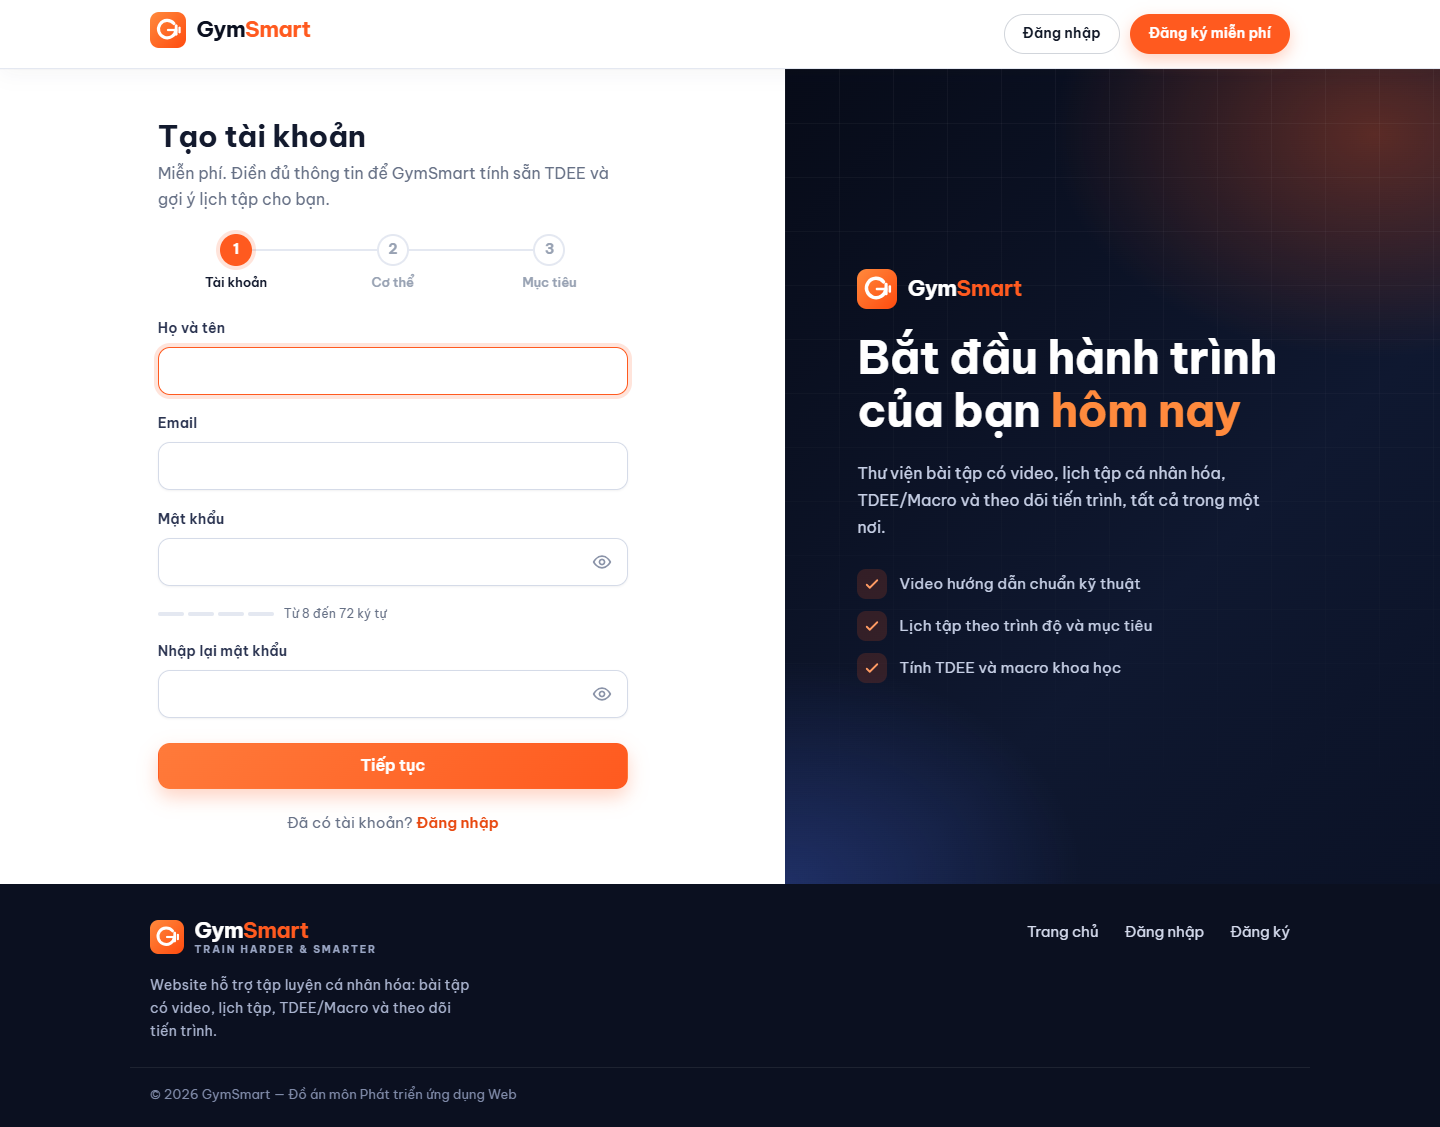 GymSmart
Đăng nhập
Đăng ký miễn phí
Tạo tài khoản
Miễn phí. Điền đủ thông tin để GymSmart tính sẵn TDEE và
gợi ý lịch tập cho bạn.
1
2
3
Tài khoản
Cơ thể
Mục tiêu
Họ và tên
Email
Mật khẩu
Từ 8 đến 72 ký tự
Nhập lại mật khẩu
Tiếp tục
Đã có tài khoản? Đăng nhập
GymSmart
Bắt đầu hành trình
của bạn hôm nay
Thư viện bài tập có video, lịch tập cá nhân hóa,
TDEE/Macro và theo dõi tiến trình, tất cả trong một
nơi.
Video hướng dẫn chuẩn kỹ thuật
Lịch tập theo trình độ và mục tiêu
Tính TDEE và macro khoa học
GymSmart
TRAIN HARDER & SMARTER
Website hỗ trợ tập luyện cá nhân hóa: bài tập
có video, lịch tập, TDEE/Macro và theo dõi
tiến trình.
Trang chủ
Đăng nhập
Đăng ký
© 2026 GymSmart — Đồ án môn Phát triển ứng dụng Web